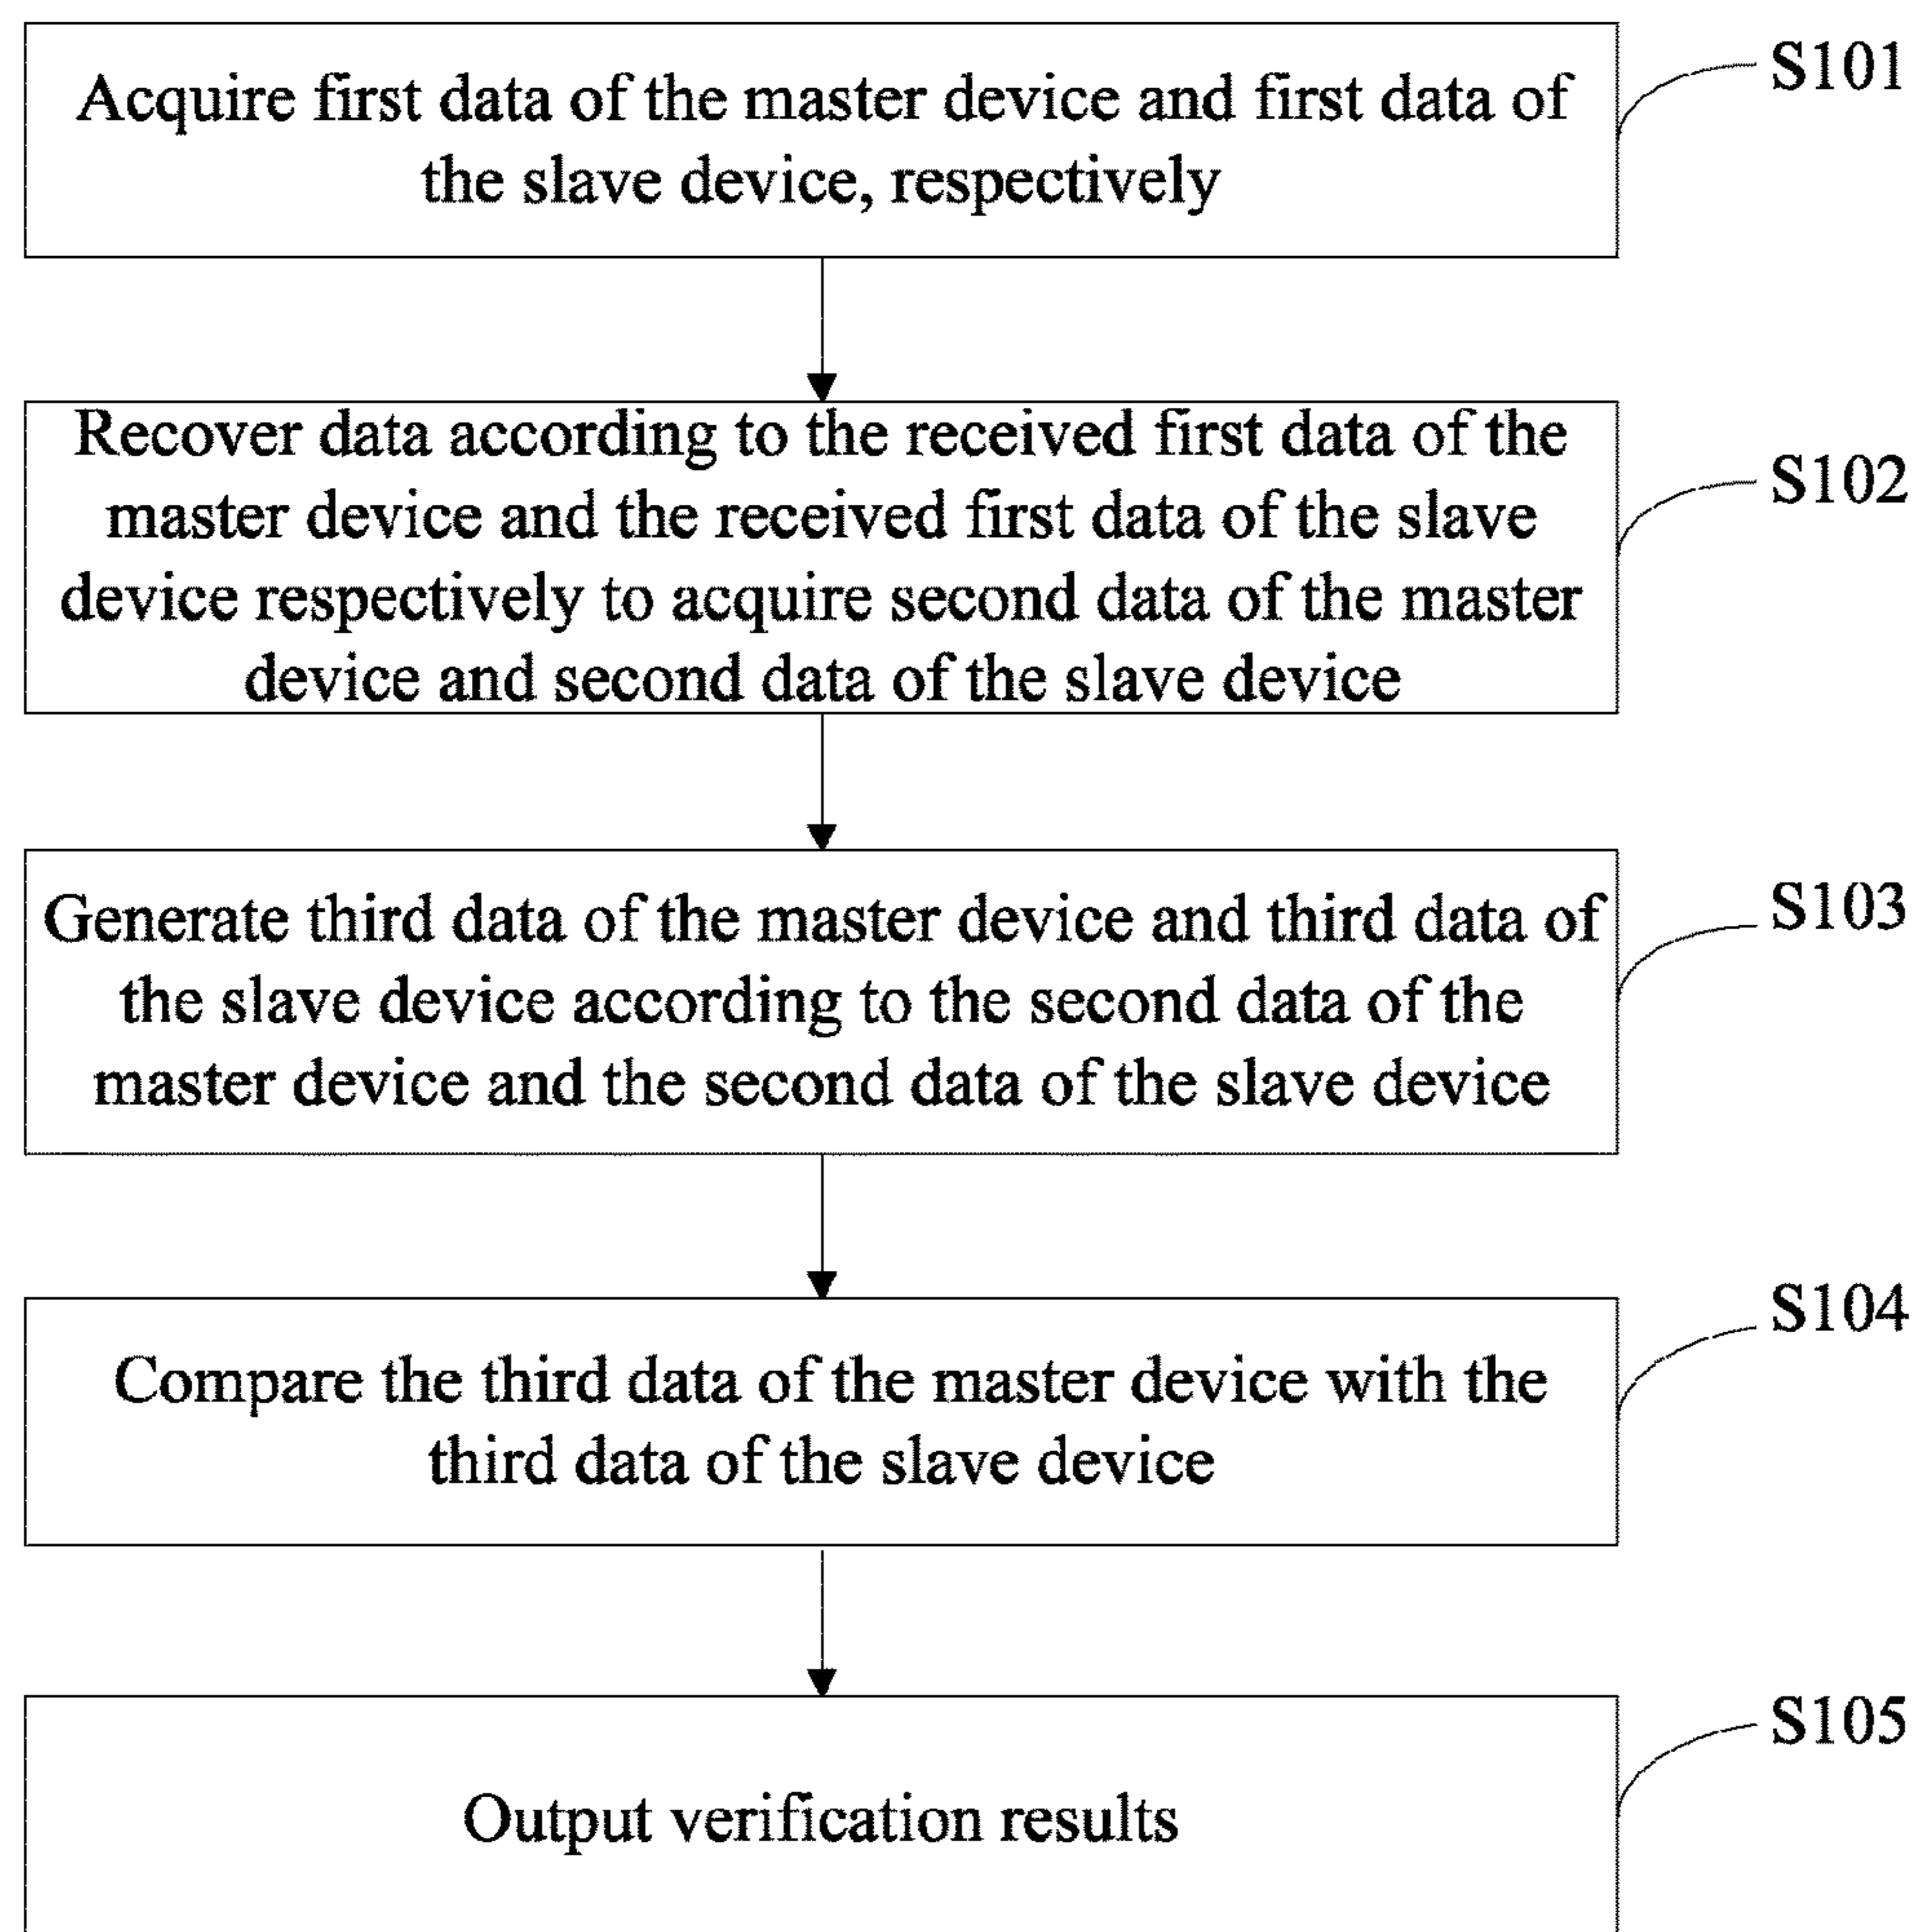 Acquire first data of the master device and first data of
the slave device, respectively
S101
Recover data according to the received first data of the
master device and the received first data of the slave
device respectively to acquire second data of the master
device and second data of the slave device
S102
Generate third data of the master device and third data of
the slave device according to the second data of the
master device and the second data of the slave device
S103
Compare the third data of the master device with the
third data of the slave device
S104
Output verification results
S105